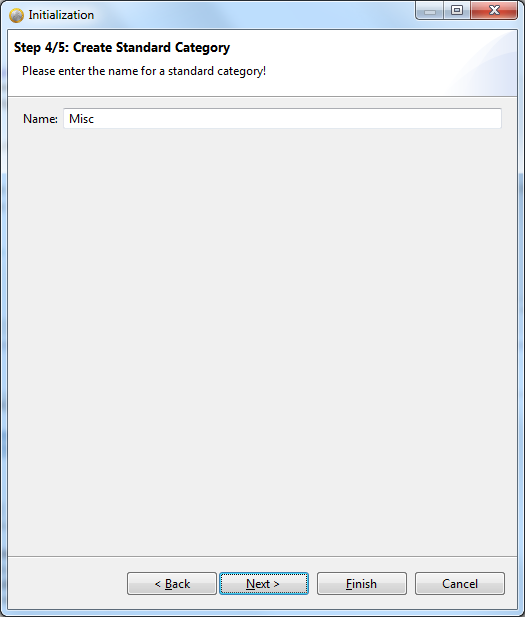 Initialization
Step 4/5: Create Standard Category
Please enter the name for a standard category!
Name: Misc
< Back Next > Finish Cancel